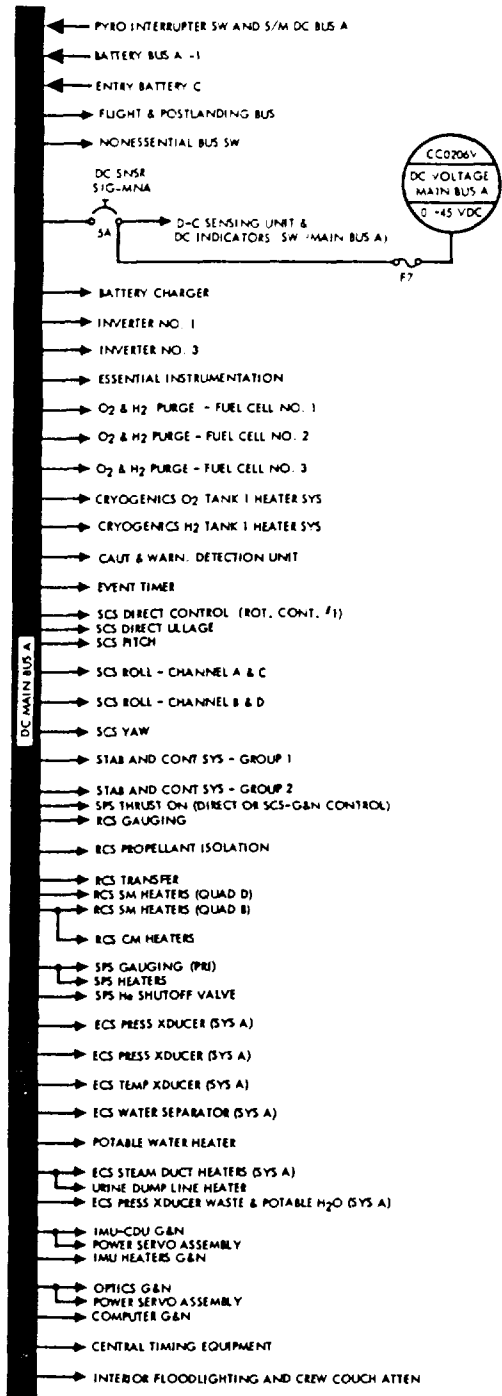 PYRO INTERRUPTER SW AND S/M DC BUS A
BATTERY BUS A -1
ENTRY BATTERY C
FLIGHT & POSTLANDING BUS
NONESSENTIAL BUS SW
DC SNSR
SIG-MNA
5A
D-C SENSING UNIT &
DC INDICATORS SW (MAIN BUS A)
CC0206V
DC VOLTAGE
MAIN BUS A
0 -45 VDC
F7
BATTERY CHARGER
INVERTER NO. 1
INVERTER NO. 3
ESSENTIAL INSTRUMENTATION
O2 & H2 PURGE - FUEL CELL NO. 1
O2 & H2 PURGE - FUEL CELL NO. 2
O2 & H2 PURGE - FUEL CELL NO. 3
CRYOGENICS O2 TANK 1 HEATER SYS
CRYOGENICS H2 TANK 1 HEATER SYS
CAUT & WARN. DETECTION UNIT
EVENT TIMER
SCS DIRECT CONTROL (ROT. CONT. #1)
SCS DIRECT ULLAGE
SCS PITCH
DC MAIN BUS A
SCS ROLL - CHANNEL A & C
SCS ROLL - CHANNEL B & D
SCS YAW
STAB AND CONT SYS - GROUP 1
STAB AND CONT SYS - GROUP 2
SPS THRUST ON (DIRECT OR SCS-G&N CONTROL)
RCS GAUGING
RCS PROPELLANT ISOLATION
RCS TRANSFER
RCS SM HEATERS (QUAD D)
RCS SM HEATERS (QUAD B)
RCS CM HEATERS
SPS GAUGING (PRI)
SPS HEATERS
SPS He SHUTOFF VALVE
ECS PRESS XDUCER (SYS A)
ECS PRESS XDUCER (SYS A)
ECS TEMP XDUCER (SYS A)
ECS WATER SEPARATOR (SYS A)
POTABLE WATER HEATER
ECS STEAM DUCT HEATERS (SYS A)
URINE DUMP LINE HEATER
ECS PRESS XDUCER WASTE & POTABLE H2O (SYS A)
IMU-CDU G&N
POWER SERVO ASSEMBLY
IMU HEATERS G&N
OPTICS G&N
POWER SERVO ASSEMBLY
COMPUTER G&N
CENTRAL TIMING EQUIPMENT
INTERIOR FLOODLIGHTING AND CREW COUCH ATTEN